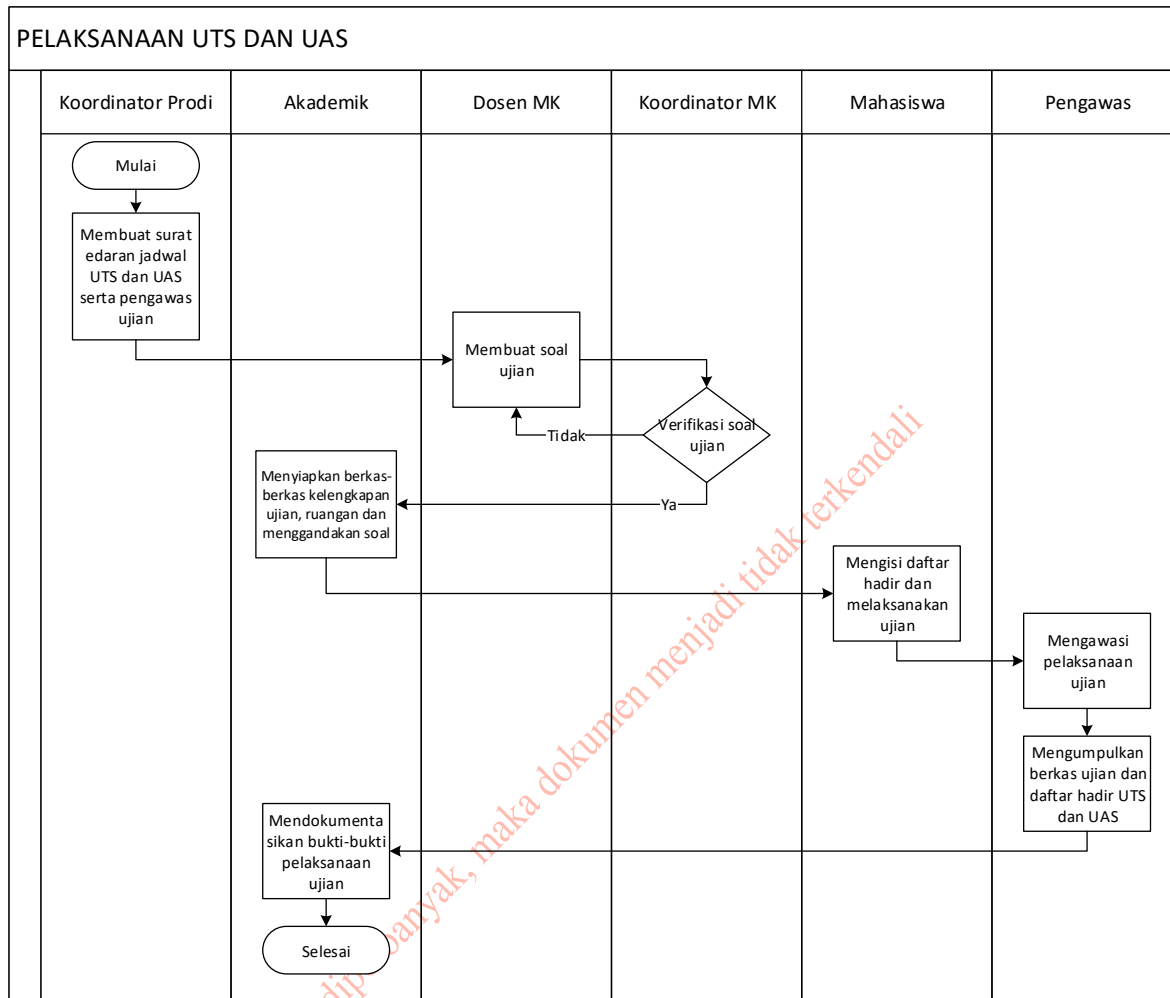 PELAKSANAAN UTS DAN UAS
Koordinator Prodi
Akademik
Dosen MK
Koordinator MK
Mahasiswa
Pengawas
Mulai
Membuat surat
edaran jadwal
UTS dan UAS
serta pengawas
ujian
Membuat soal
ujian
Verifikasi soal
ujian
Tidak
Ya
Menyiapkan berkas-
berkas kelengkapan
ujian, ruangan dan
menggandakan soal
Mengisi daftar
hadir dan
melaksanakan
ujian
Mengawasi
pelaksanaan
ujian
Mengumpulkan
berkas ujian dan
daftar hadir UTS
dan UAS
Mendokumenta
sikan bukti-bukti
pelaksanaan
ujian
Selesai
maka dokumen menjadi tidak terkendali